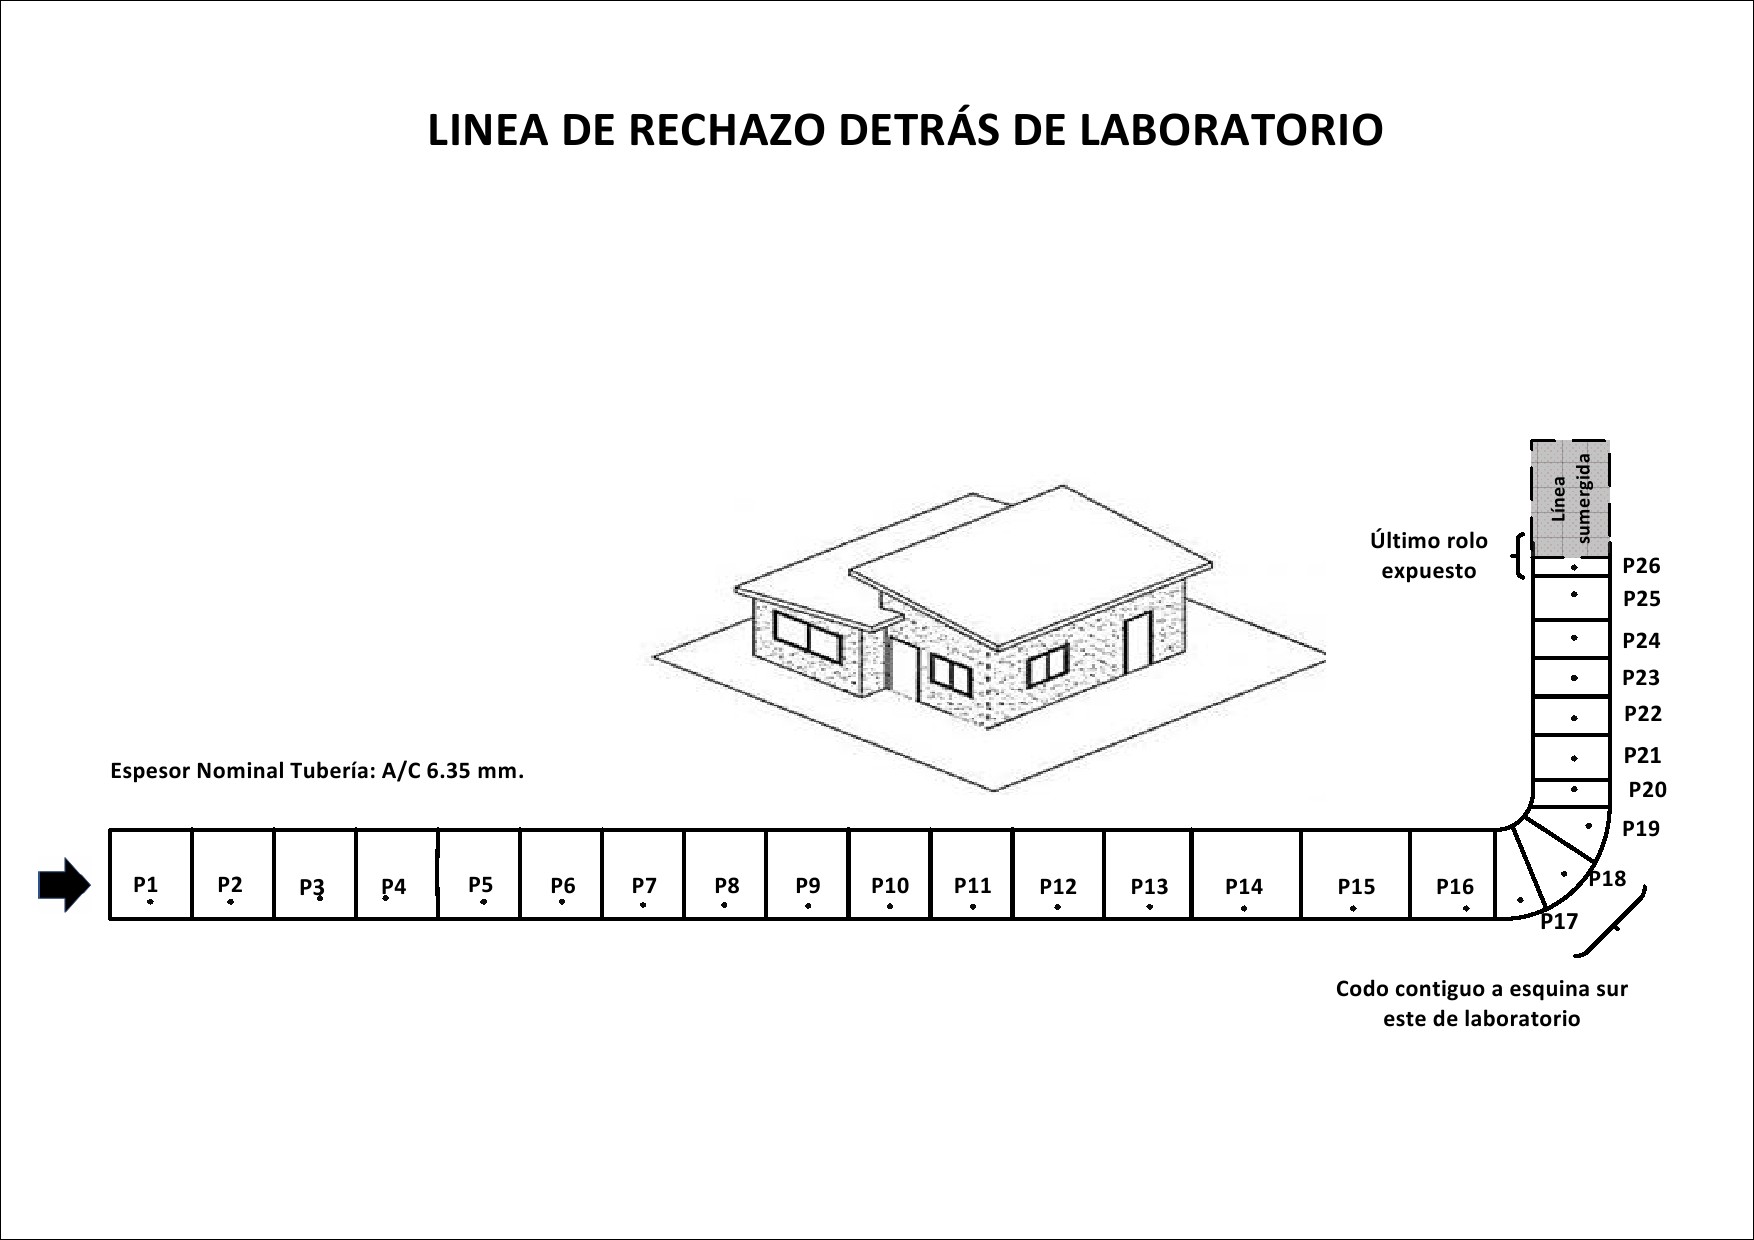 LINEA DE RECHAZO DETRÁS DE LABORATORIO
Línea
sumergida
Último rolo
expuesto
P26
P25
P24
P23
P22
P21
P20
P19
P18
P17
Espesor Nominal Tubería: A/C 6.35 mm.
P1 P2 P3 P4 P5 P6 P7 P8 P9 P10 P11 P12 P13 P14 P15 P16
Codo contiguo a esquina sur
este de laboratorio